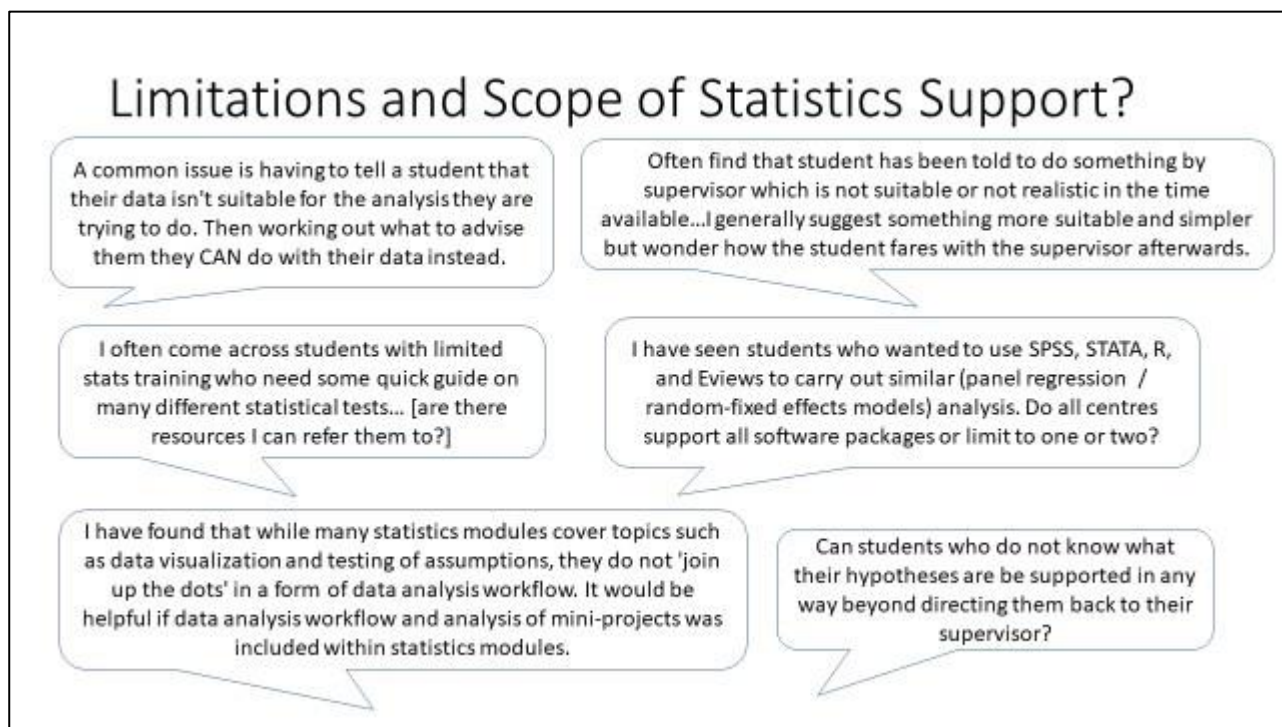 Limitations and Scope of Statistics Support?
A common issue is having to tell a student that
their data isn't suitable for the analysis they are
trying to do. Then working out what to advise
them they CAN do with their data instead.
Often find that student has been told to do something by
supervisor which is not suitable or not realistic in the time
available...I generally suggest something more suitable and simpler
but wonder how the student fares with the supervisor afterwards.
I often come across students with limited
stats training who need some quick guide on
many different statistical tests... [are there
resources I can refer them to?]
I have seen students who wanted to use SPSS, STATA, R,
and Eviews to carry out similar (panel regression /
random-fixed effects models) analysis. Do all centres
support all software packages or limit to one or two?
I have found that while many statistics modules cover topics such
as data visualization and testing of assumptions, they do not 'join
up the dots' in a form of data analysis workflow. It would be
helpful if data analysis workflow and analysis of mini-projects was
included within statistics modules.
Can students who do not know what
their hypotheses are be supported in any
way beyond directing them back to their
supervisor?